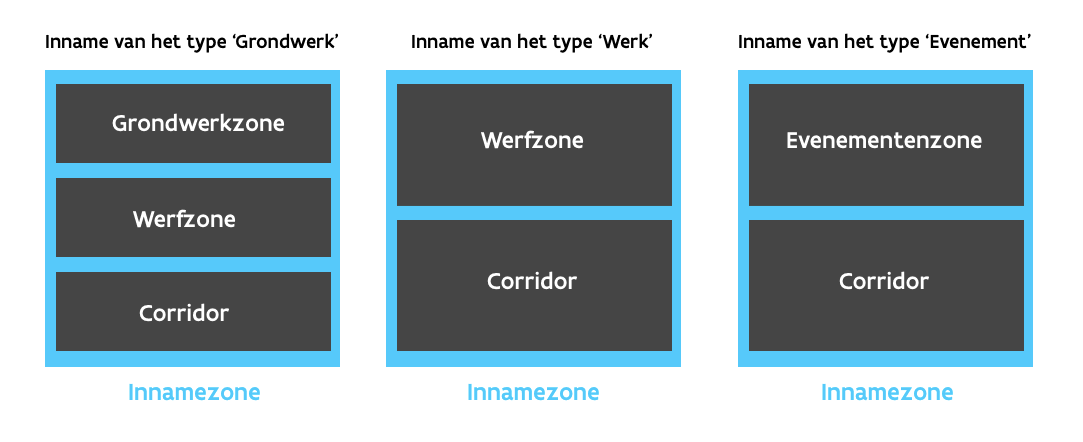 Inname van het type ‘Grondwerk’
Grondwerkzone
Werfzone
Corridor
Innamezone
Inname van het type ‘Werk’
Werfzone
Corridor
Innamezone
Inname van het type ‘Evenement’
Evenementenzone
Corridor
Innamezone